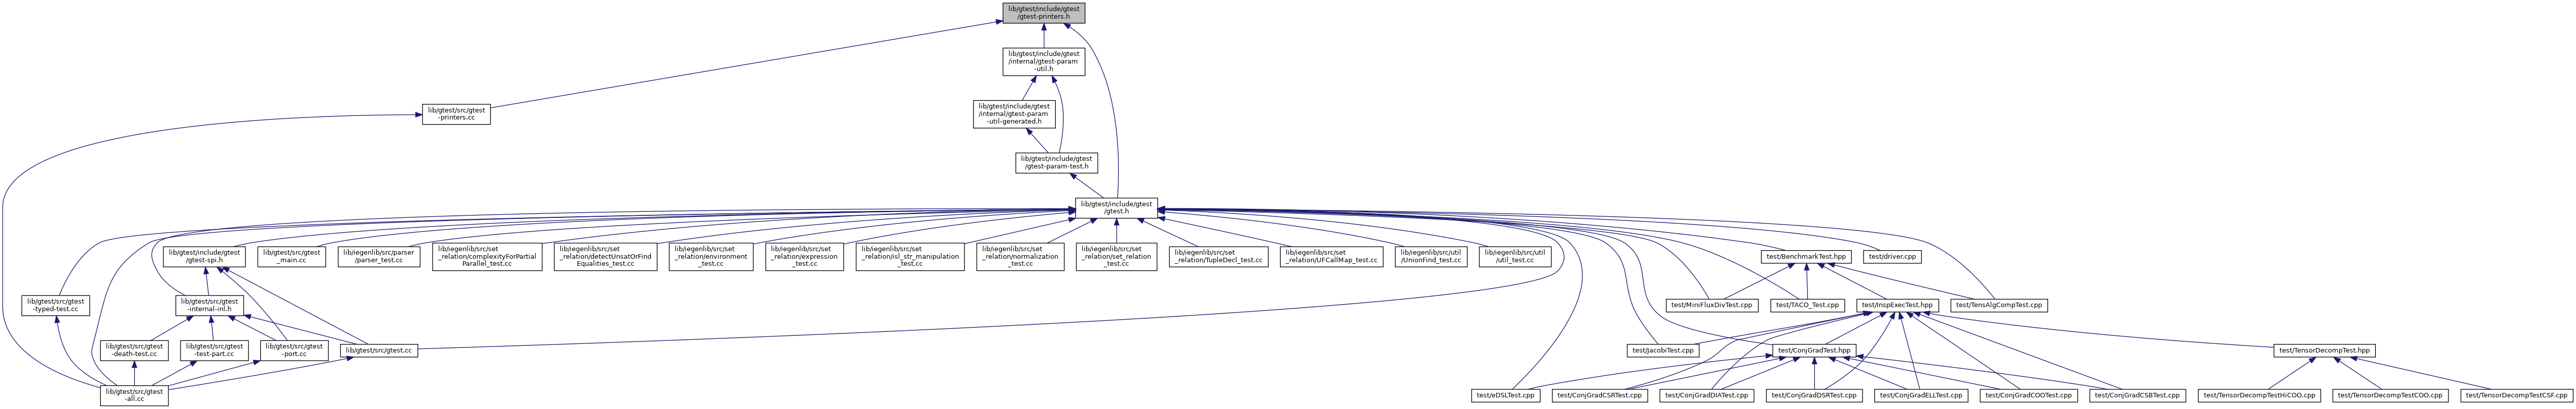 lib/gtest/include/gtest
/gtest-printers.h
lib/gtest/include/gtest
/internal/gtest-param
-util.h
lib/gtest/include/gtest
/internal/gtest-param
-util-generated.h
lib/gtest/src/gtest
-printers.cc
lib/gtest/include/gtest
/gtest-param-test.h
lib/gtest/include/gtest
/gtest.h
lib/gtest/include/gtest
/gtest-spi.h
lib/gtest/src/gtest
_main.cc
lib/iegenlib/src/parser
/parser_test.cc
lib/iegenlib/src/set
_relation/complexityForPartial
Parallel_test.cc
lib/iegenlib/src/set
_relation/detectUnsatOrFind
Equalities_test.cc
lib/iegenlib/src/set
_relation/environment
_test.cc
lib/iegenlib/src/set
_relation/expression
_test.cc
lib/iegenlib/src/set
_relation/isl_str_manipulation
_test.cc
lib/iegenlib/src/set
_relation/normalization
_test.cc
lib/iegenlib/src/set
_relation/set_relation
_test.cc
lib/iegenlib/src/set
_relation/TupleDecl_test.cc
lib/iegenlib/src/set
_relation/UFCallMap_test.cc
lib/iegenlib/src/util
/UnionFind_test.cc
lib/iegenlib/src/util
/util_test.cc
test/BenchmarkTest.hpp
test/driver.cpp
lib/gtest/src/gtest
-typed-test.cc
lib/gtest/src/gtest
-internal-inl.h
test/MiniFluxDivTest.cpp
test/TACO_Test.cpp
test/InspExecTest.hpp
test/TensAlgCompTest.cpp
lib/gtest/src/gtest
-death-test.cc
lib/gtest/src/gtest
-test-part.cc
lib/gtest/src/gtest
-port.cc
lib/gtest/src/gtest.cc
test/JacobiTest.cpp
test/ConjGradTest.hpp
test/TensorDecompTest.hpp
lib/gtest/src/gtest
-all.cc
test/eDSLTest.cpp
test/ConjGradCSRTest.cpp
test/ConjGradDIATest.cpp
test/ConjGradDSRTest.cpp
test/ConjGradELLTest.cpp
test/ConjGradCOOTest.cpp
test/ConjGradCSBTest.cpp
test/TensorDecompTestHiCOO.cpp
test/TensorDecompTestCOO.cpp
test/TensorDecompTestCSF.cpp